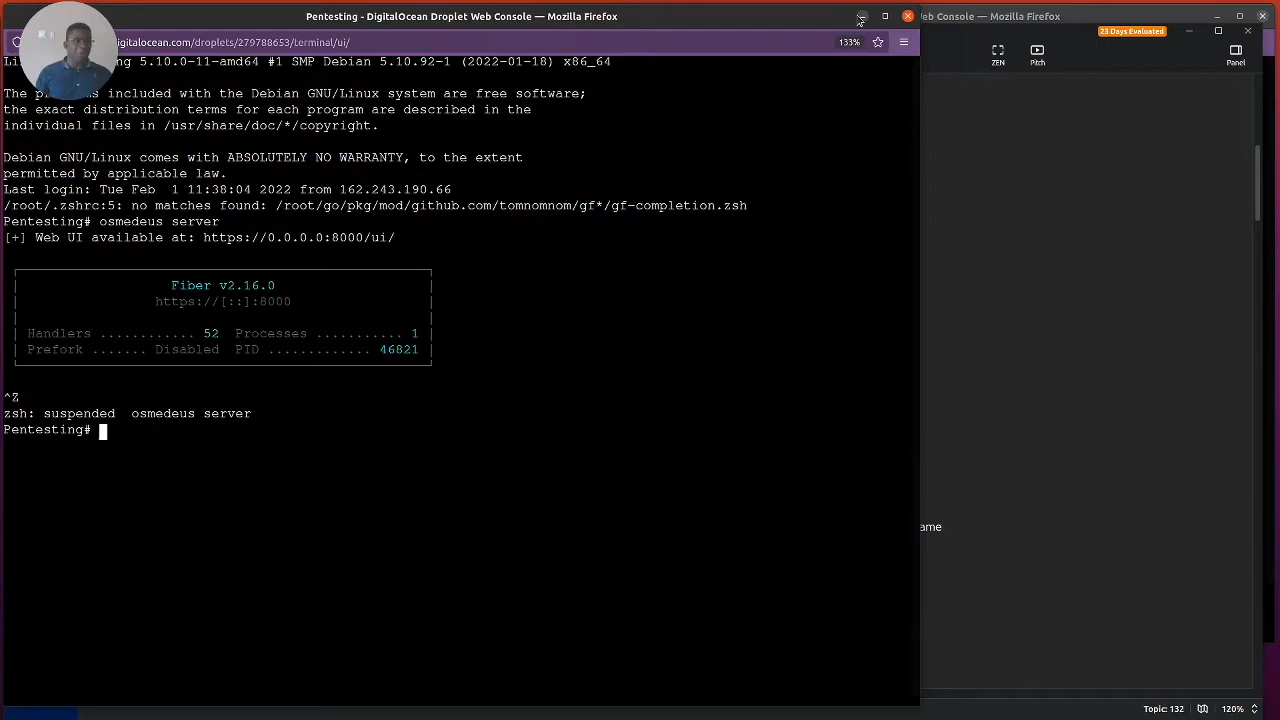 Pentesting - DigitalOcean Droplet Web Console — Mozilla Firefox
Web Console — Mozilla Firefox
igitalocean.com/droplets/279788653/terminal/ui/
133%
23 Days Evaluated
ZEN
Pitch
Panel
5.10.0-11-amd64 #1 SMP Debian 5.10.92-1 (2022-01-18) x86_64
The included with the Debian GNU/Linux system are free software;
the exact distribution terms for each program are described in the
individual files in /usr/share/doc/*/copyright.
Debian GNU/Linux comes with ABSOLUTELY NO WARRANTY, to the extent
permitted by applicable law.
Last login: Tue Feb  1 11:38:04 2022 from 162.243.190.66
/root/.zshrc:5: no matches found: /root/go/pkg/mod/github.com/tomnomnom/gf*/gf-completion.zsh
Pentesting# osmedeus server
[+] Web UI available at: https://0.0.0.0:8000/ui/
Fiber v2.16.0
https://[::]:8000
Handlers ............ 52  Processes ........... 1
Prefork ....... Disabled  PID ............. 46821
^Z
zsh: suspended  osmedeus server
Pentesting#
ame
Topic: 132
120%